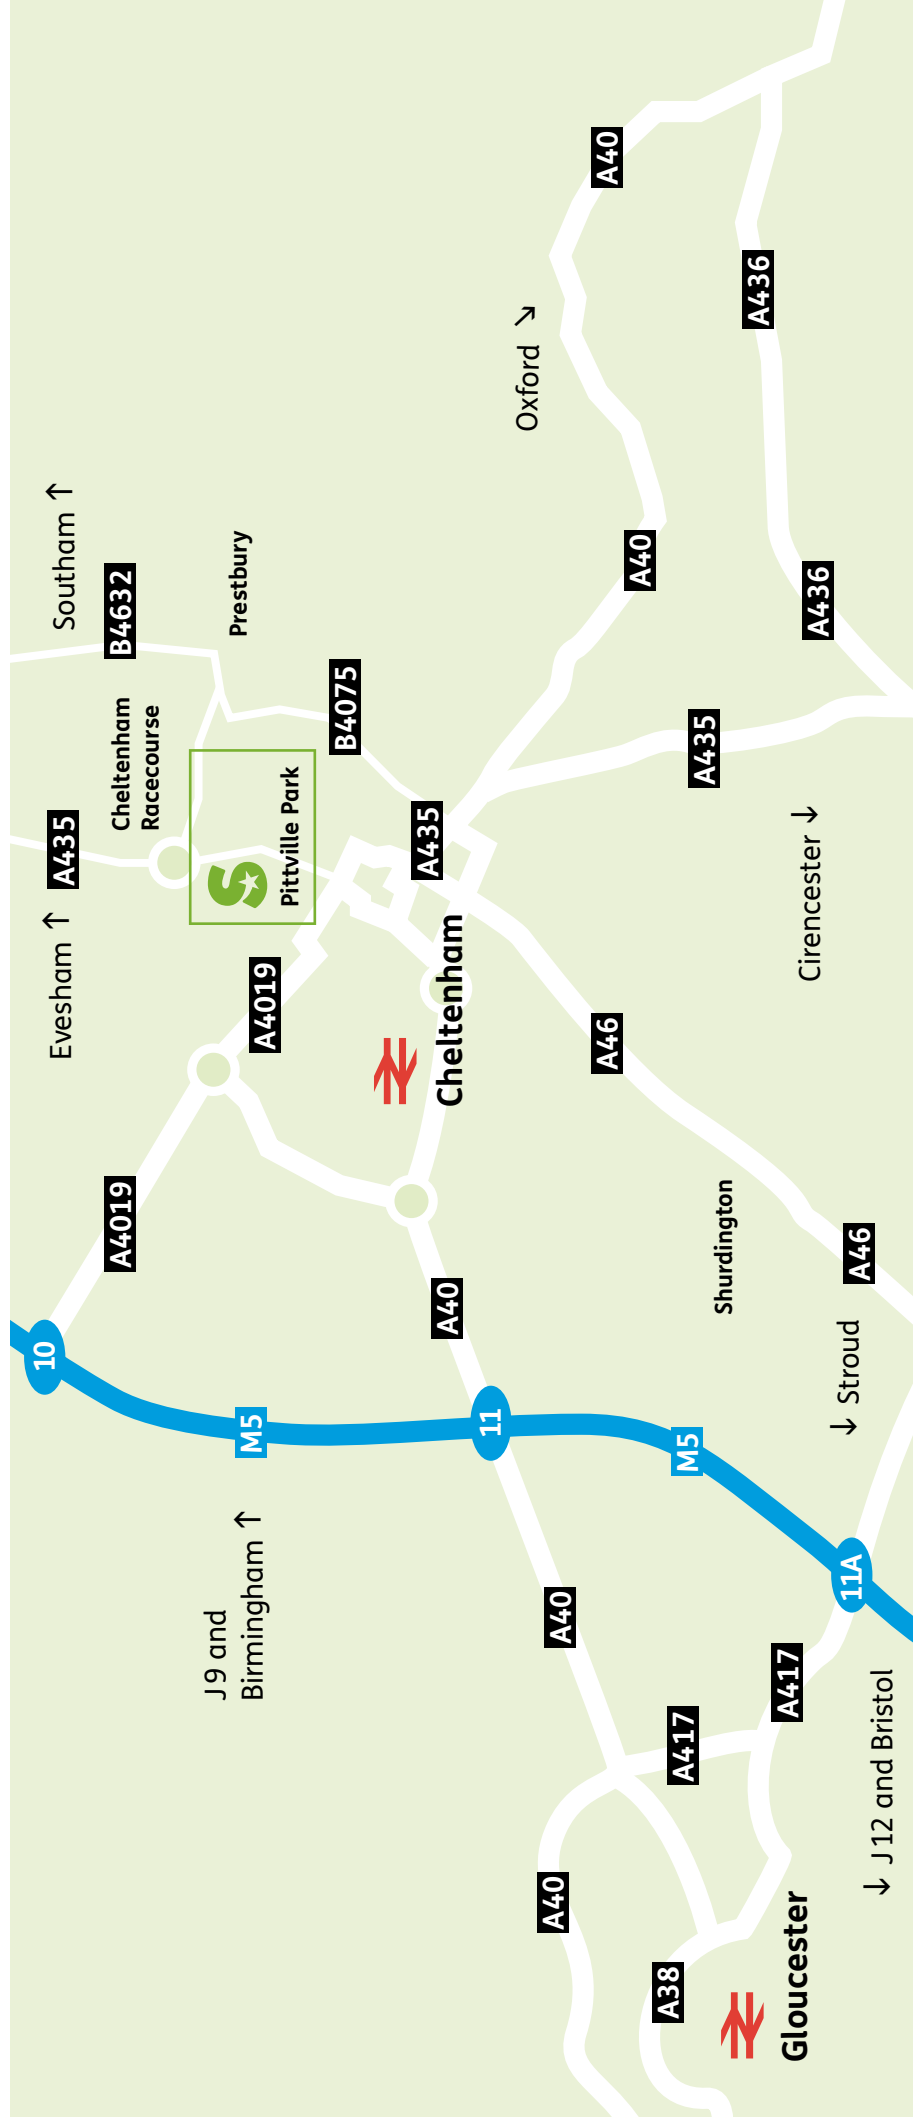 10
Evesham ↑
A435
Southam ↑
A4019
Cheltenham
Racecourse
B4632
J9 and
Birmingham ↑
M5
A4019
S
Pittville Park
Prestbury
B4075
A40
Cheltenham
A435
11
Oxford ↘
A40
A40
A46
A40
A40
A38
A417
M5
Shurdington
A435
A436
Gloucester
A417
Cirencester ↓
A436
11A
↓ Stroud
A46
↓ J12 and Bristol